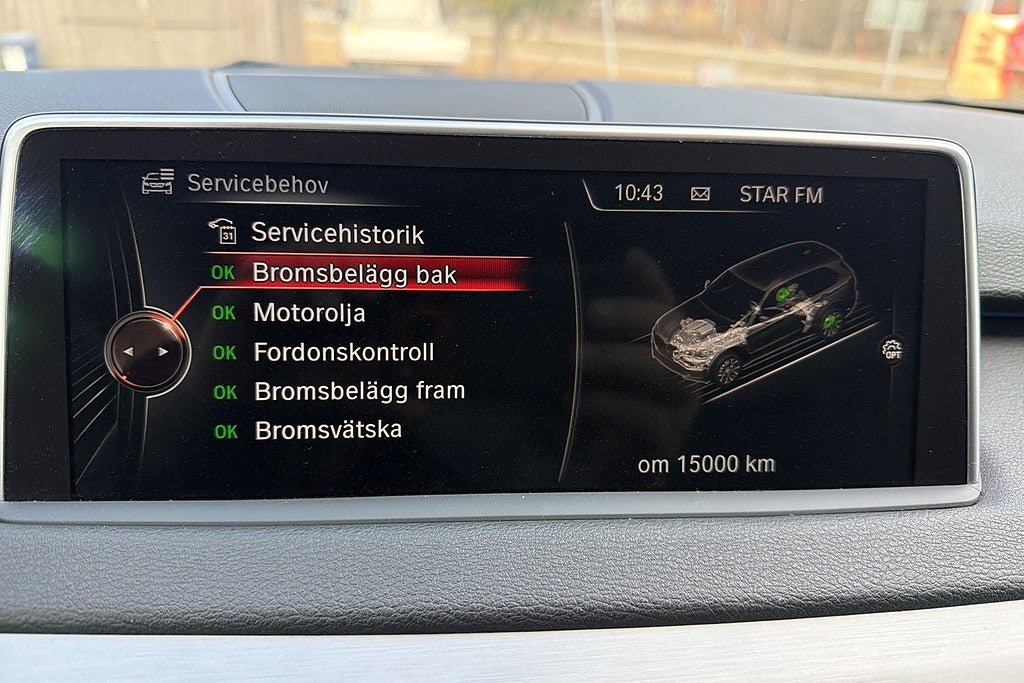 Servicebehov
10:43
STAR FM
31
Servicehistorik
OK Bromsbelägg bak
OK Motorolja
OK Fordonskontroll
OK Bromsbelägg fram
OK Bromsvätska
OPT
om 15000 km